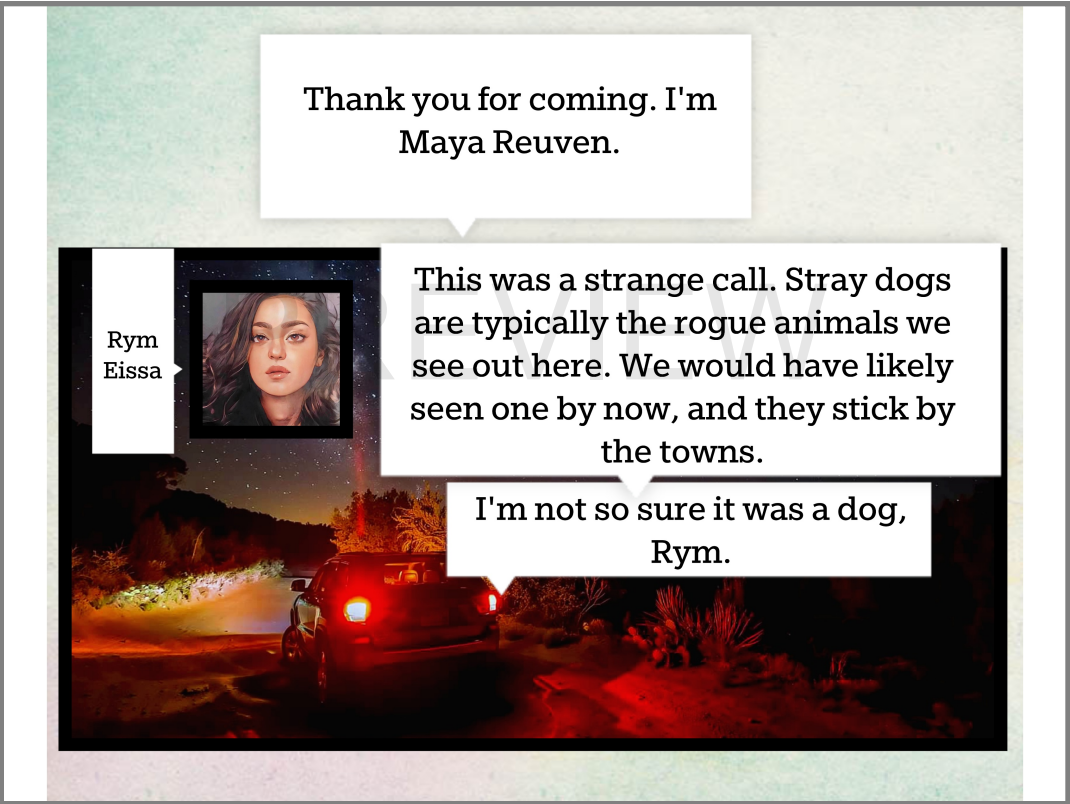 Thank you for coming. I'm
Maya Reuven.
Rym
Eissa
This was a strange call. Stray dogs
are typically the rogue animals we
see out here. We would have likely
seen one by now, and they stick by
the towns.
PREVIEW
I'm not so sure it was a dog,
Rym.